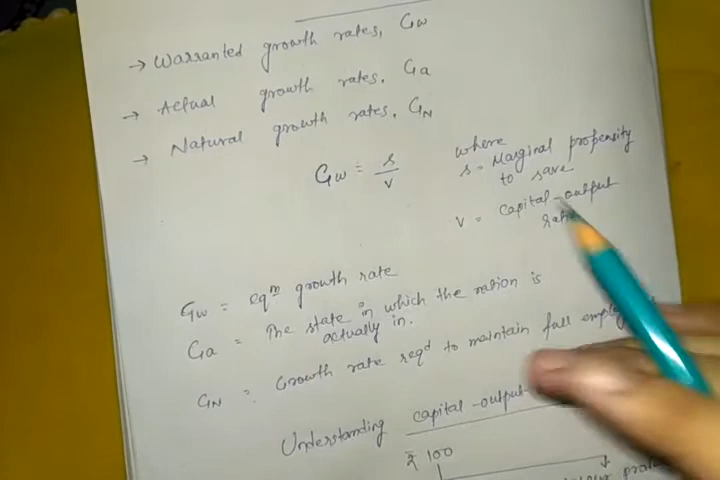 → Warranted growth rates, Gw
→ Actual growth rates, Ga
→ Natural growth rates, GN
Gw = s/v
where
s = Marginal propensity
to save
v = capital-output
Gw = eqm growth rate
Ga = The state in which the nation is
actually in.
GN = Growth rate reqd to maintain full
Understanding capital-output
₹ 100